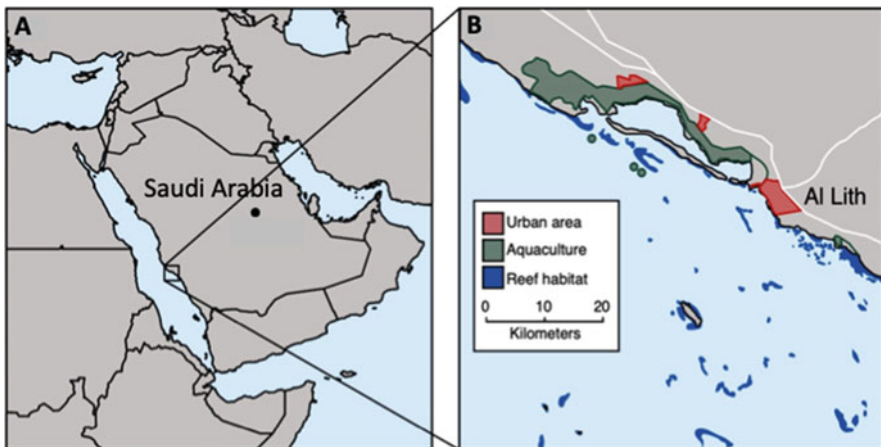 A
Saudi Arabia
B
Al Lith
Urban area
Aquaculture
Reef habitat
0 10 20
Kilometers